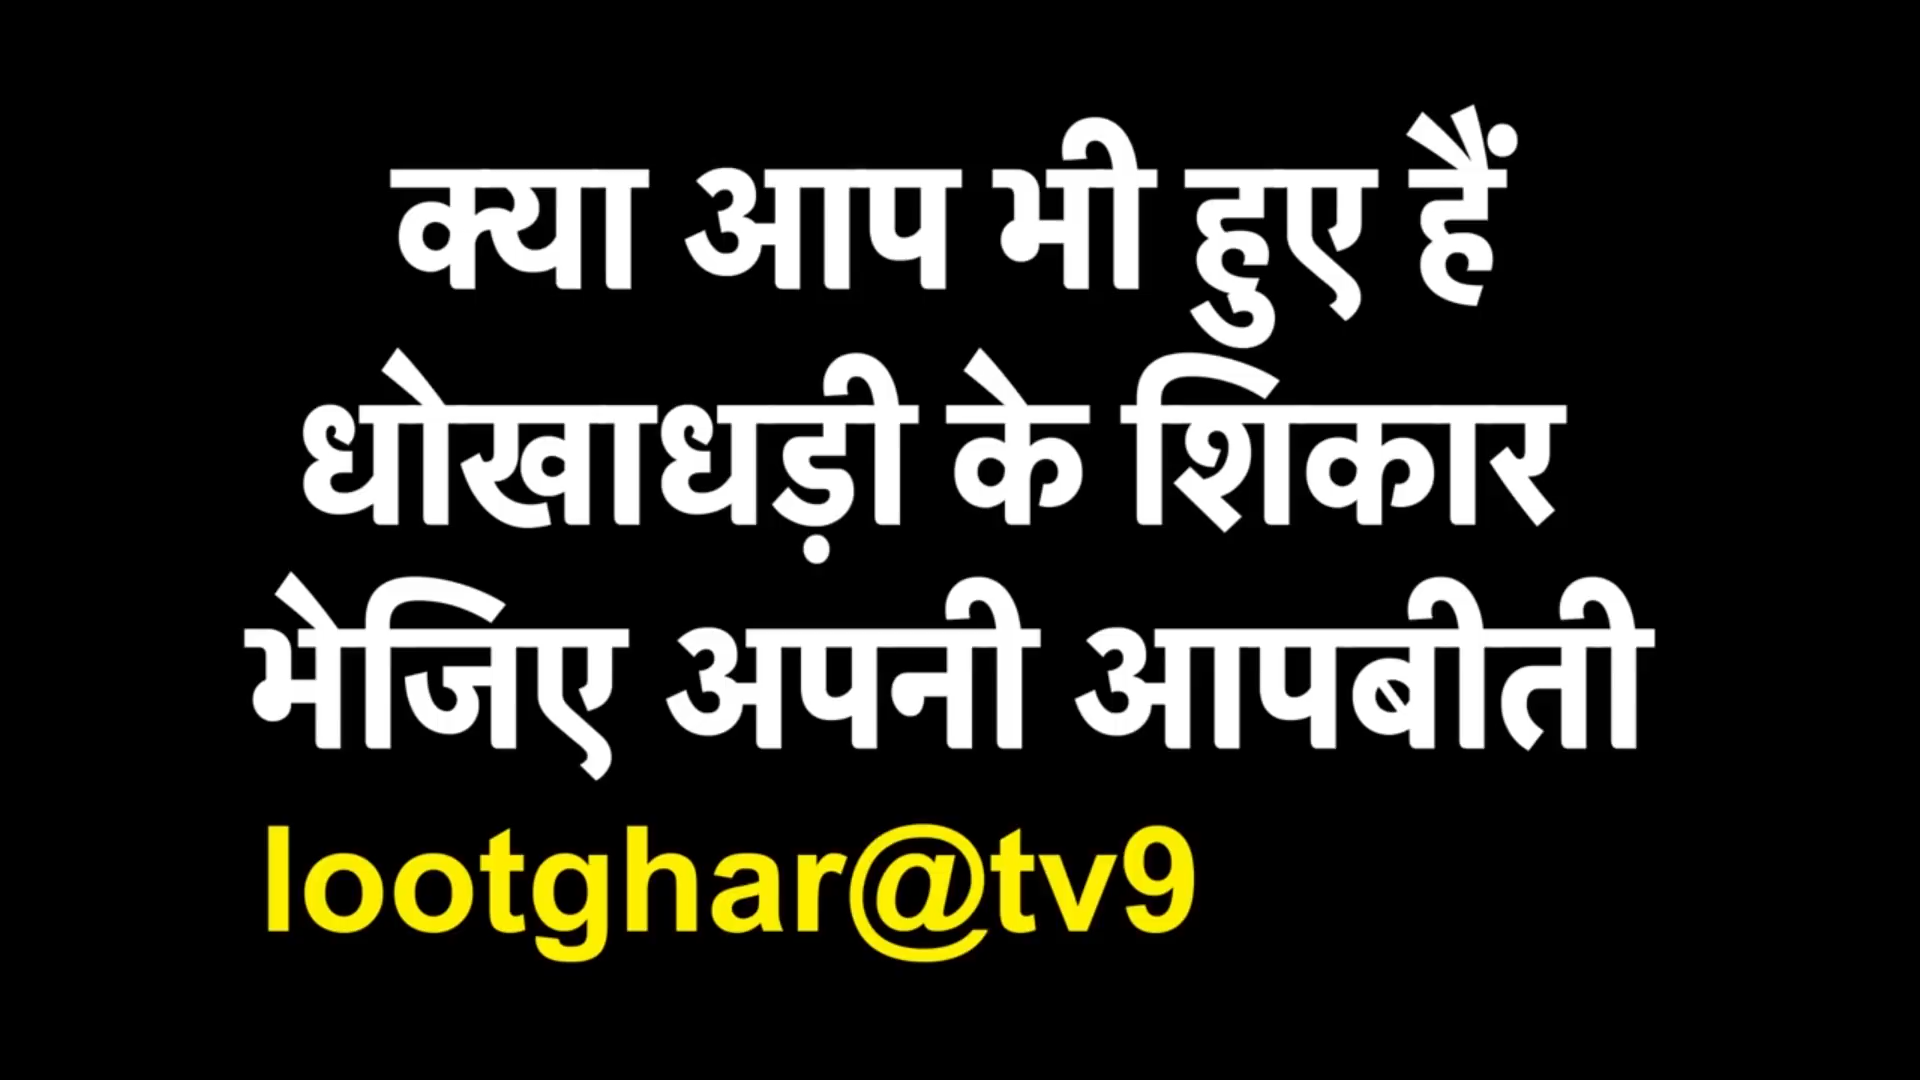 क्या आप भी हुए हैं
धोखाधड़ी के शिकार
भेजिए अपनी आपबीती
lootghar@tv9